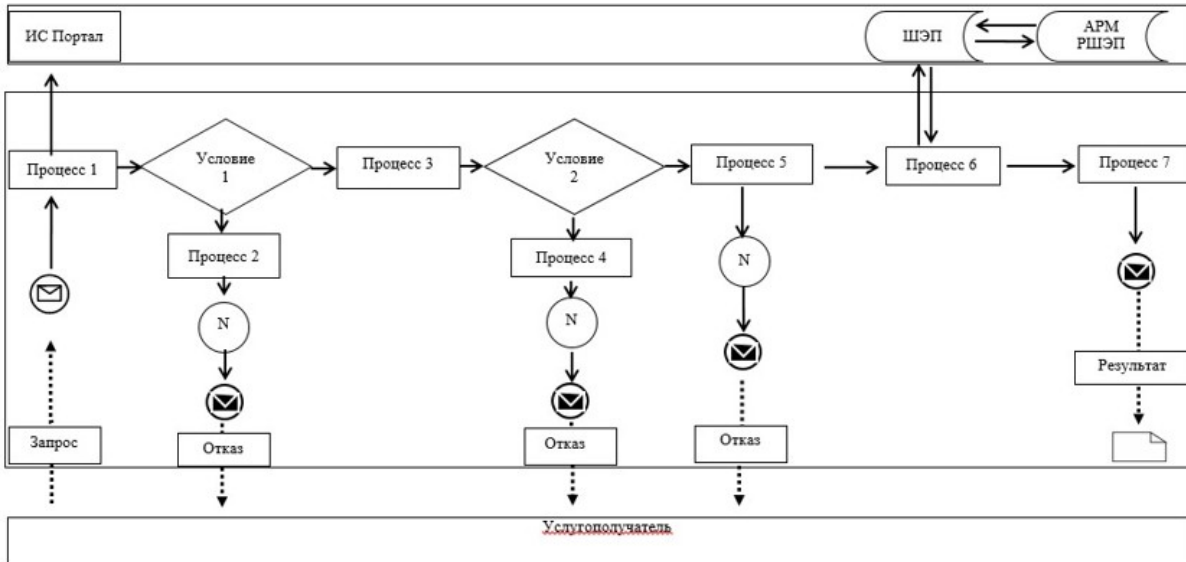 ИС Портал
ШЭП
АРМ
РШЭП
Процесс 1
Условие
1
Процесс 3
Условие
2
Процесс 5
Процесс 6
Процесс 7
Процесс 2
Процесс 4
N
N
N
Результат
Запрос
Отказ
Отказ
Отказ
Услугополучатель